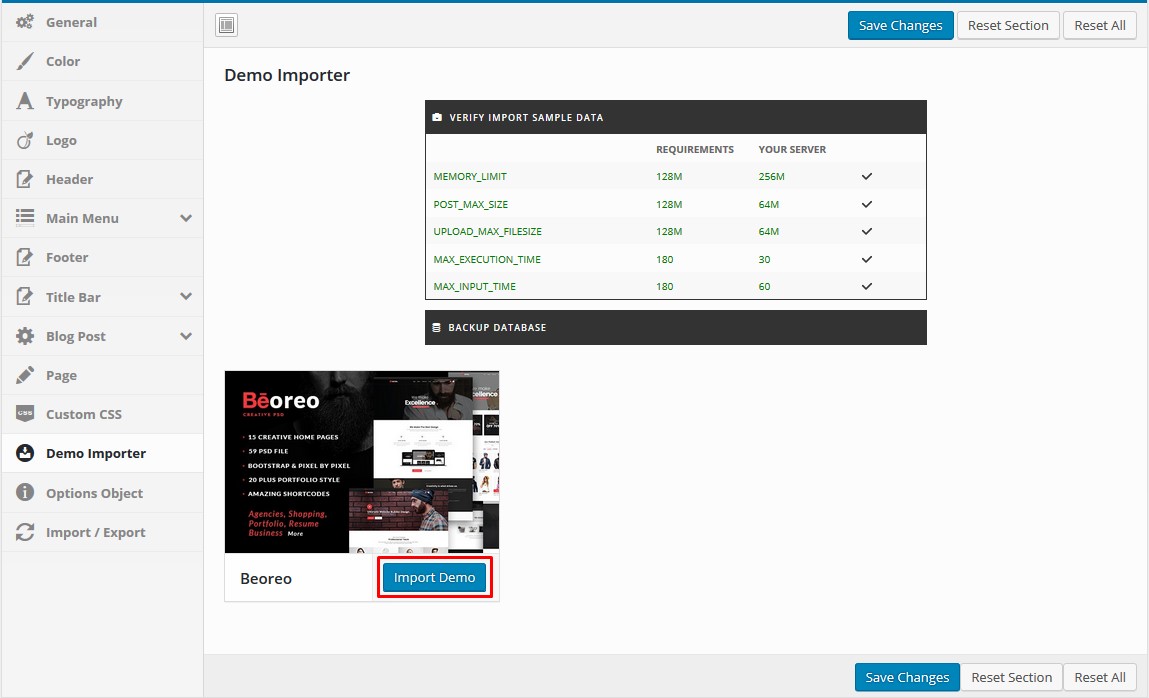 General
Color
Typography
Logo
Header
Main Menu
Footer
Title Bar
Blog Post
Page
CSS Custom CSS
Demo Importer
Options Object
Import / Export
Save Changes Reset Section Reset All
Demo Importer
VERIFY IMPORT SAMPLE DATA
REQUIREMENTS YOUR SERVER
MEMORY_LIMIT 128M 256M
POST_MAX_SIZE 128M 64M
UPLOAD_MAX_FILESIZE 128M 64M
MAX_EXECUTION_TIME 180 30
MAX_INPUT_TIME 180 60
BACKUP DATABASE
Bēoreo
CREATIVE PSD
15 CREATIVE HOME PAGES
59 PSD FILE
BOOTSTRAP & PIXEL BY PIXEL
20 PLUS PORTFOLIO STYLE
AMAZING SHORTCODES
Agencies, Shopping,
Portfolio, Resume
Business More
Excellence
Beoreo Import Demo
Save Changes Reset Section Reset All